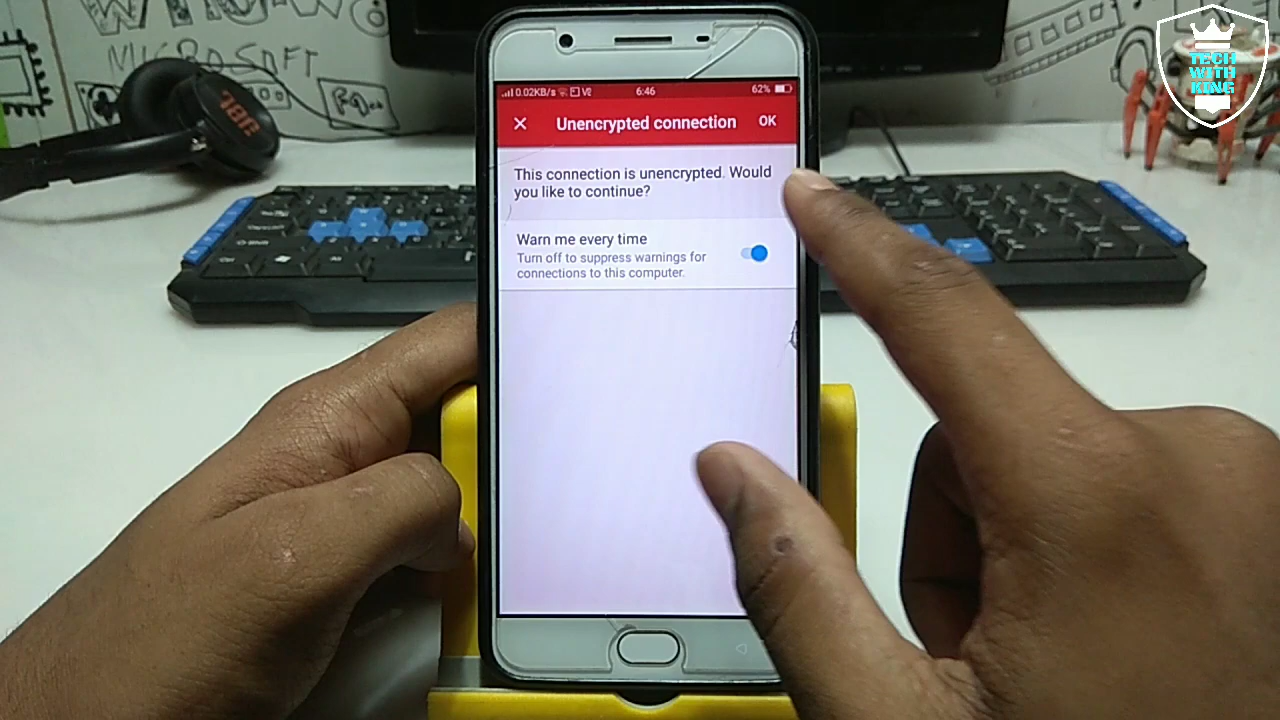 MICROSOFT
JBL
TECH
WITH
KING
0.02KB/s
6:46
62%
Unencrypted connection
OK
This connection is unencrypted. Would
you like to continue?
Warn me every time
Turn off to suppress warnings for
connections to this computer.